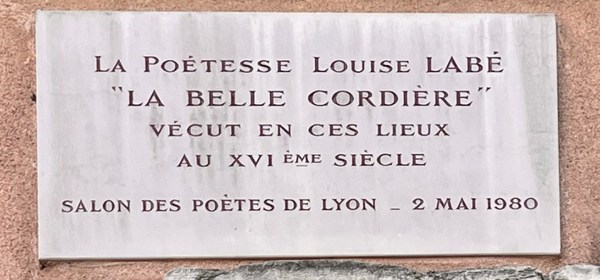 La Poétesse Louise LABÉ
"LA BELLE CORDIÈRE"
VÉCUT EN CES LIEUX
AU XVI ÈME SIÈCLE
SALON DES POÈTES DE LYON _ 2 MAI 1980